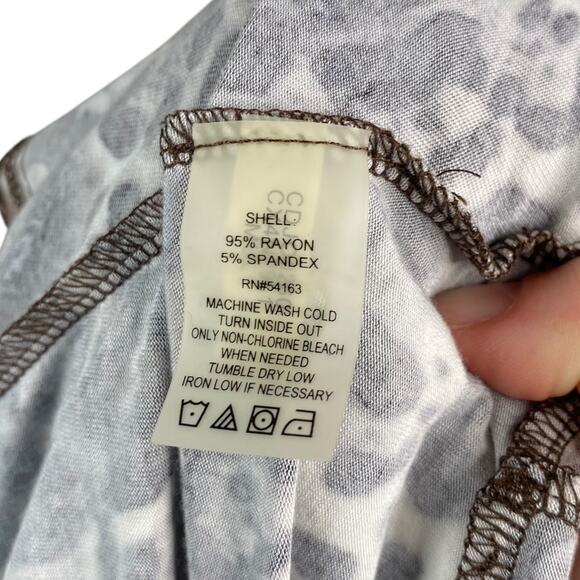 SHELL:
95% RAYON
5% SPANDEX
RN#54163
MACHINE WASH COLD
TURN INSIDE OUT
ONLY NON-CHLORINE BLEACH
WHEN NEEDED
TUMBLE DRY LOW
IRON LOW IF NECESSARY